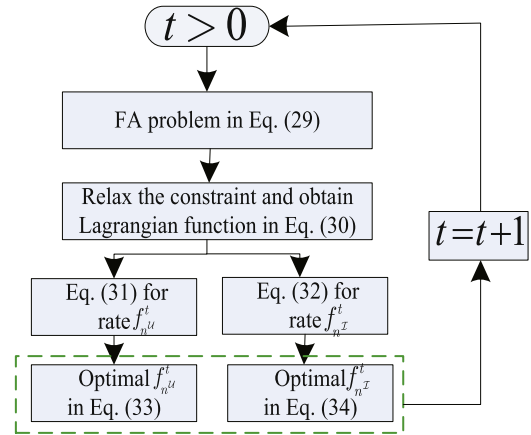 t > 0
FA problem in Eq. (29)
Relax the constraint and obtain
Lagrangian function in Eq. (30)
t=t+1
Eq. (31) for
rate f^t_{n^𝒰}
Eq. (32) for
rate f^t_{n^ℐ}
Optimal f^t_{n^𝒰}
in Eq. (33)
Optimal f^t_{n^ℐ}
in Eq. (34)